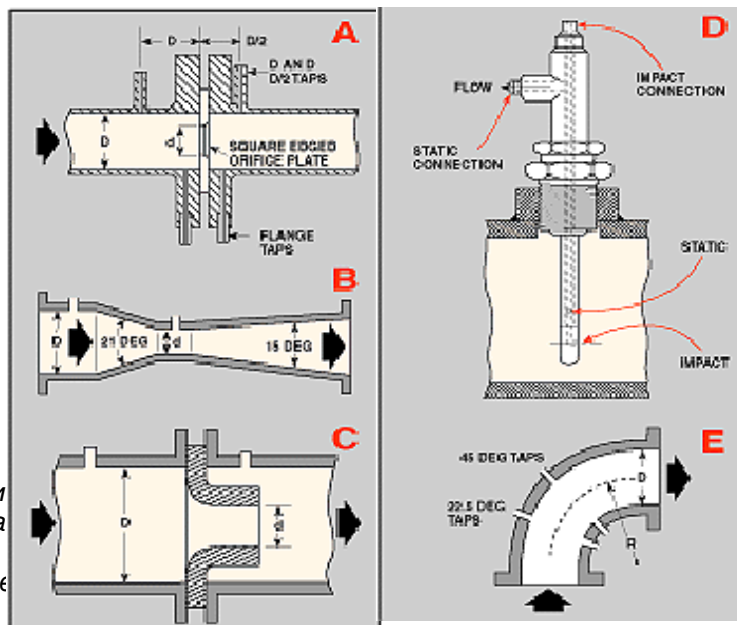 A
D
D/2
D AND D
D/2 TAPS
D
d
SQUARE EDGED
ORIFICE PLATE
FLANGE
TAPS
B
D
21 DEG
d
15 DEG
C
D
d
D
IMPACT
CONNECTION
FLOW
STATIC
CONNECTION
STATIC
IMPACT
E
45 DEG TAPS
22.5 DEG
TAPS
D
R